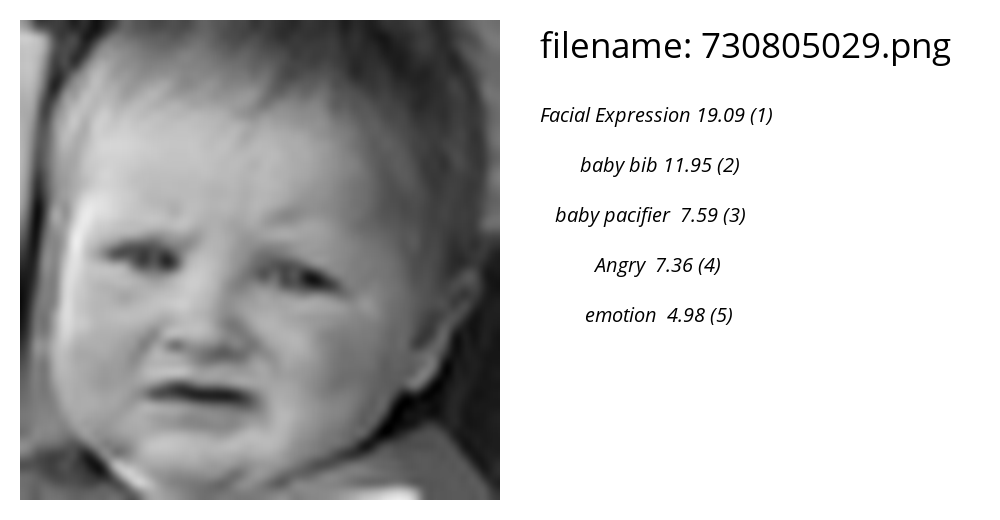 filename: 730805029.png
Facial Expression 19.09 (1)
baby bib 11.95 (2)
baby pacifier 7.59 (3)
Angry 7.36 (4)
emotion 4.98 (5)